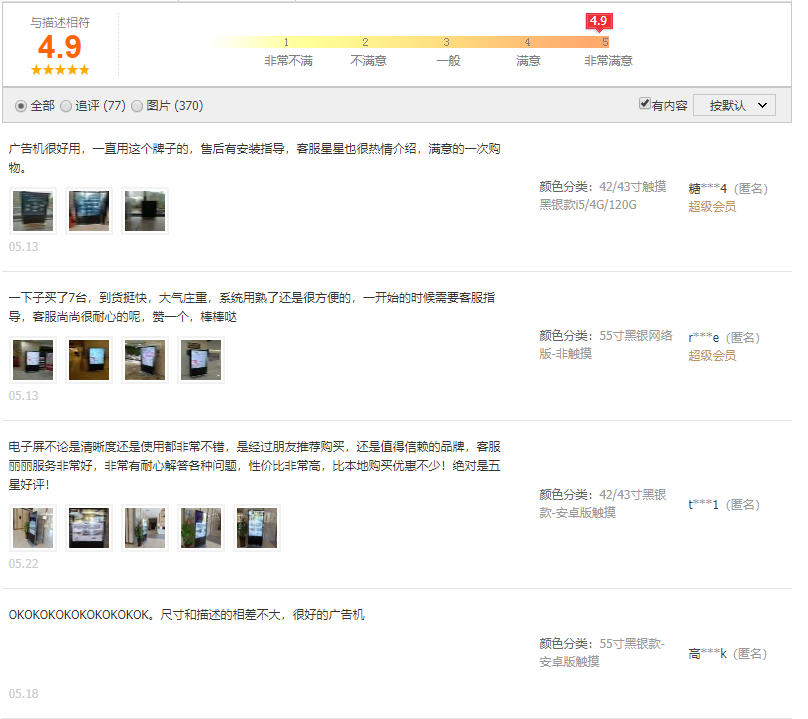 与描述相符
4.9
4.9
1 2 3 4 5
非常不满 不满意 一般 满意 非常满意
全部 追评 (77) 图片 (370)
有内容 按默认
广告机很好用，一直用这个牌子的，售后有安装指导，客服星星也很热情介绍，满意的一次购
物。
05.13
颜色分类：42/43寸触摸
黑银款i5/4G/120G
糖***4（匿名）
超级会员
一下子买了7台，到货挺快，大气庄重，系统用熟了还是很方便的，一开始的时候需要客服指
导，客服尚尚很耐心的呢，赞一个，棒棒哒
05.13
颜色分类：55寸黑银网络
版-非触摸
r***e（匿名）
超级会员
电子屏不论是清晰度还是使用都非常不错，是经过朋友推荐购买，还是值得信赖的品牌，客服
丽丽服务非常好，非常有耐心解答各种问题，性价比非常高，比本地购买优惠不少！绝对是五
星好评！
05.22
颜色分类：42/43寸黑银
款-安卓版触摸
t***1（匿名）
OKOKOKOKOKOKOKOKOK。尺寸和描述的相差不大，很好的广告机
05.18
颜色分类：55寸黑银款-
安卓版触摸
高***k（匿名）